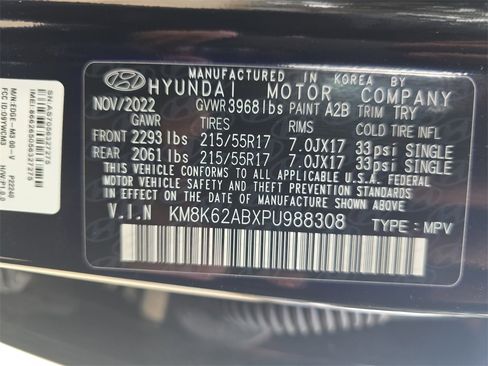 MANUFACTURED IN KOREA BY
HYUNDAI MOTOR COMPANY
NOV/2022 GVWR 3968 lbs PAINT A2B TRIM TRY
GAWR TIRES RIMS
FRONT 2293 lbs 215/55R17 7.0JX17 33psi SINGLE
REAR 2061 lbs 215/55R17 7.0JX17 33psi SINGLE
THIS VEHICLE CONFORMS TO ALL APPLICABLE U.S.A. FEDERAL
MOTOR VEHICLE SAFETY AND THEFT PREVENTION STANDARDS
IN EFFECT ON THE DATE OF MANUFACTURE SHOWN ABOVE.
V.I.N KM8K62ABXPU988308 TYPE : MPV